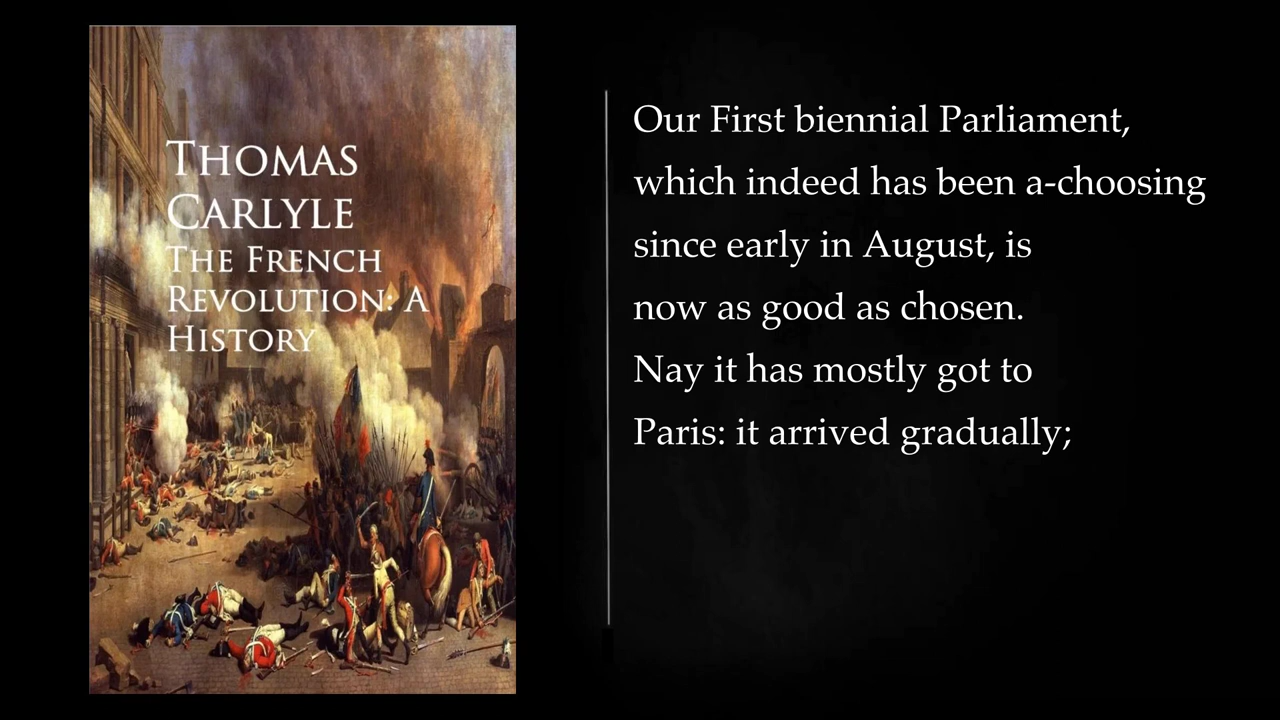 THOMAS
CARLYLE
THE FRENCH
REVOLUTION: A
HISTORY
Our First biennial Parliament,
which indeed has been a-choosing
since early in August, is
now as good as chosen.
Nay it has mostly got to
Paris: it arrived gradually;